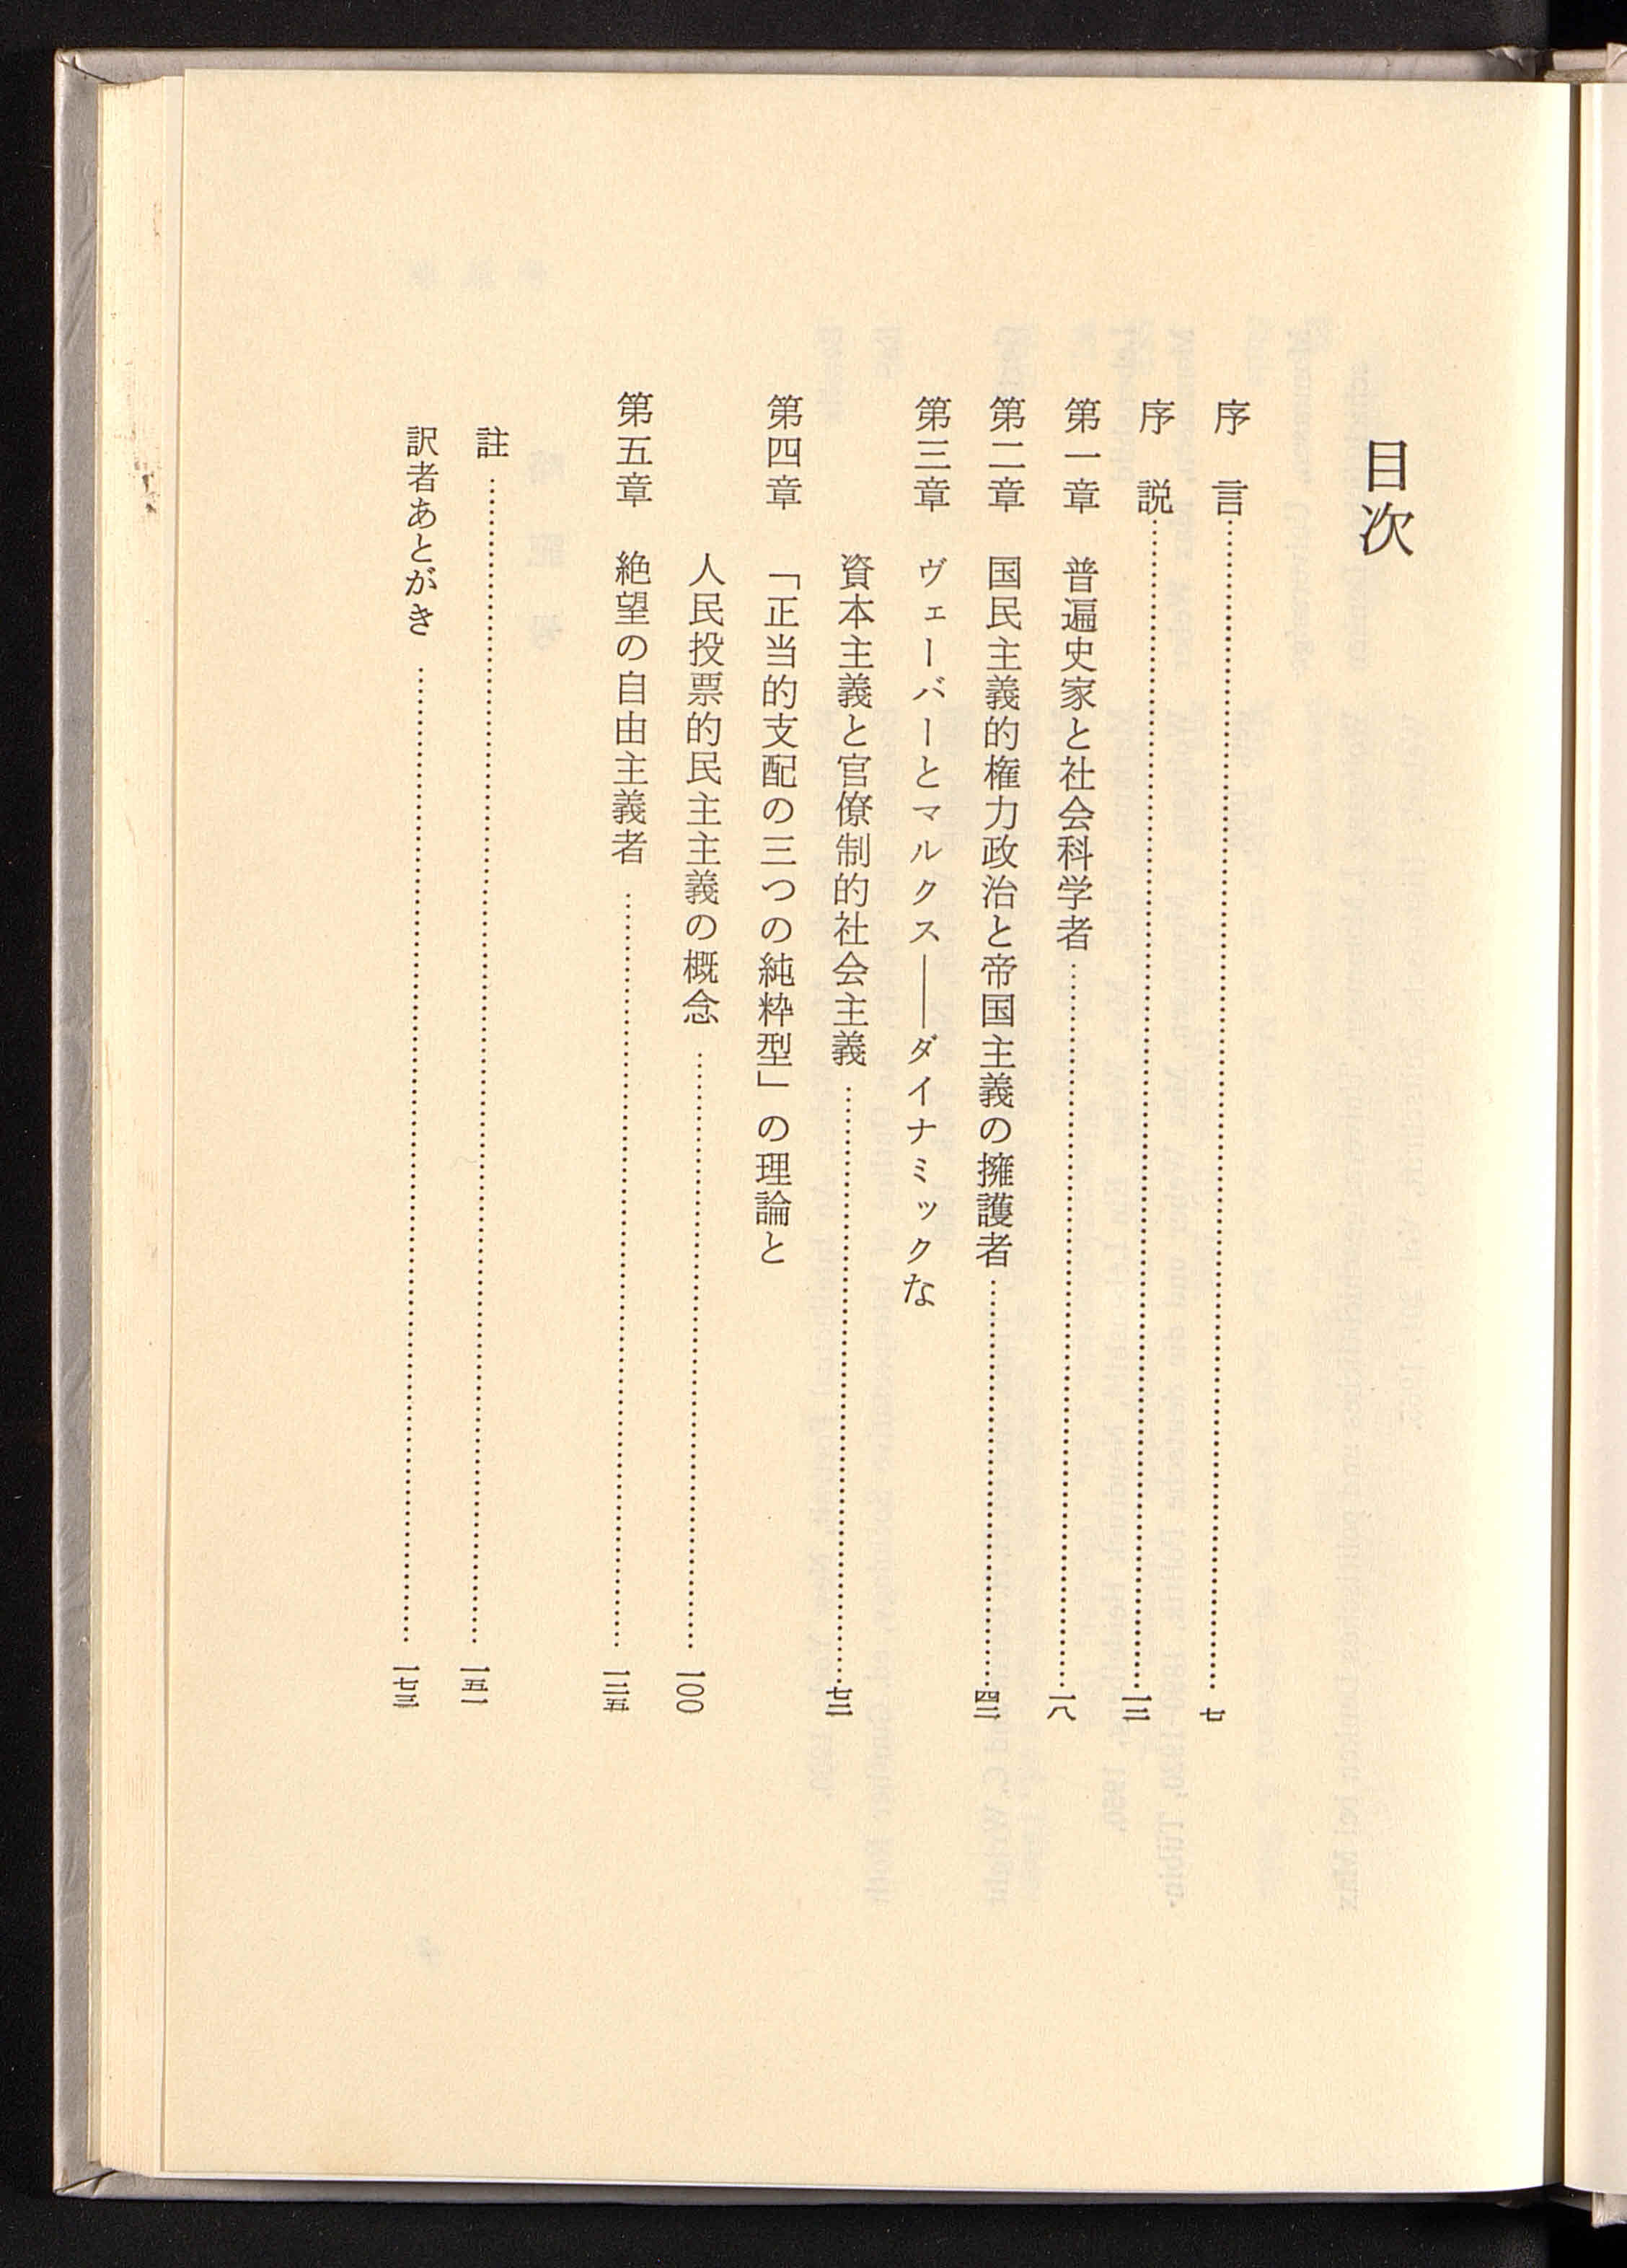 目次
序言……七
序説……一二
第一章 普遍史家と社会科学者……一八
第二章 国民主義的権力政治と帝国主義の擁護者……四二
第三章 ヴェーバーとマルクス――ダイナミックな
資本主義と官僚制的社会主義……七二
第四章 「正当的支配の三つの純粋型」の理論と
人民投票的民主主義の概念……一〇〇
第五章 絶望の自由主義者……一二五
註……一五一
訳者あとがき……一七三